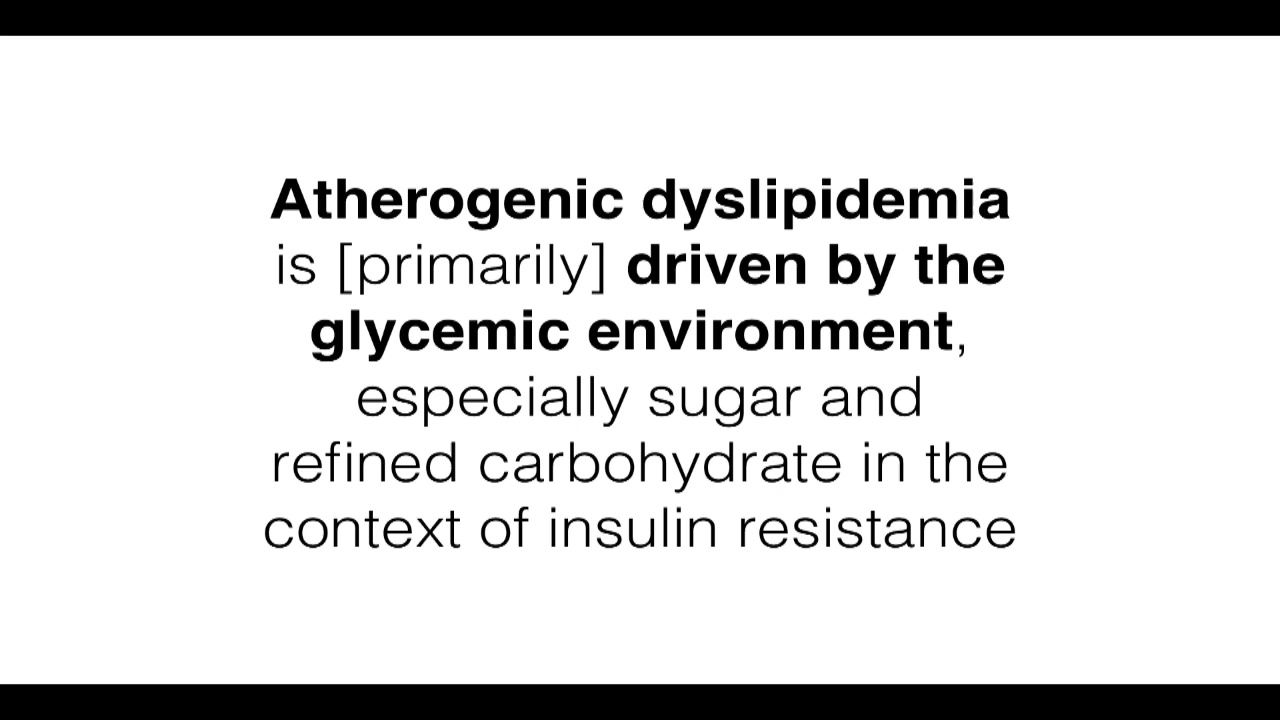 Atherogenic dyslipidemia
is [primarily] driven by the
glycemic environment,
especially sugar and
refined carbohydrate in the
context of insulin resistance